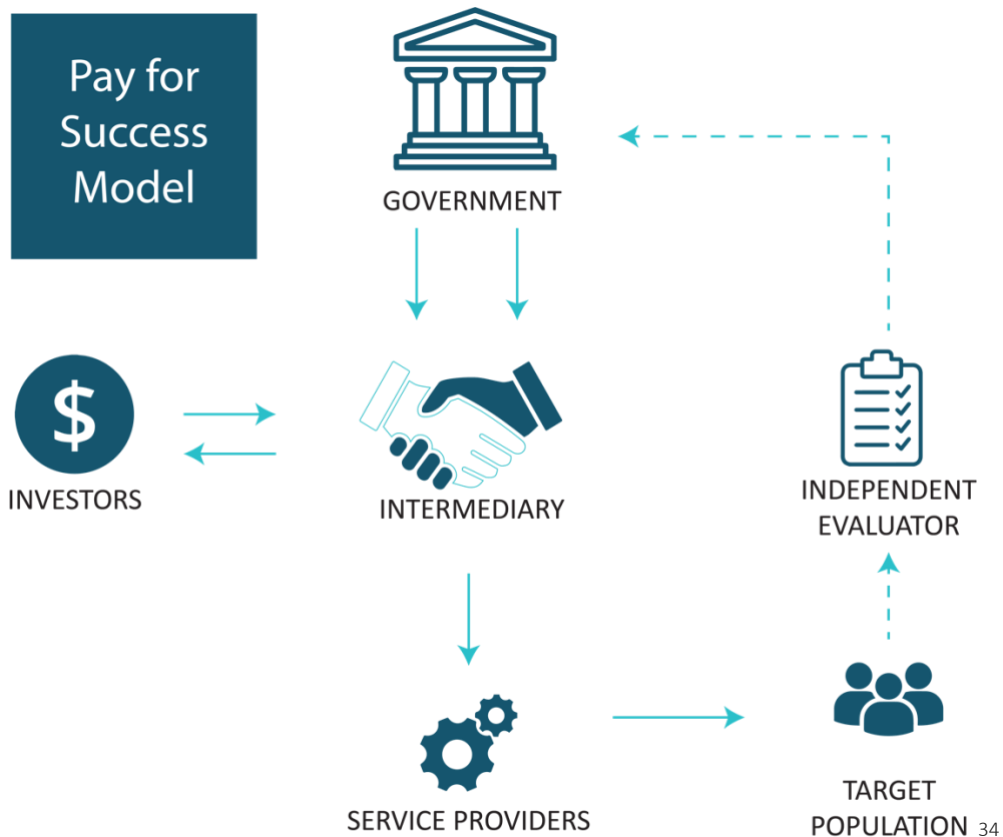 Pay for
Success
Model
GOVERNMENT
$
INVESTORS
INTERMEDIARY
INDEPENDENT
EVALUATOR
SERVICE PROVIDERS
TARGET
POPULATION
34